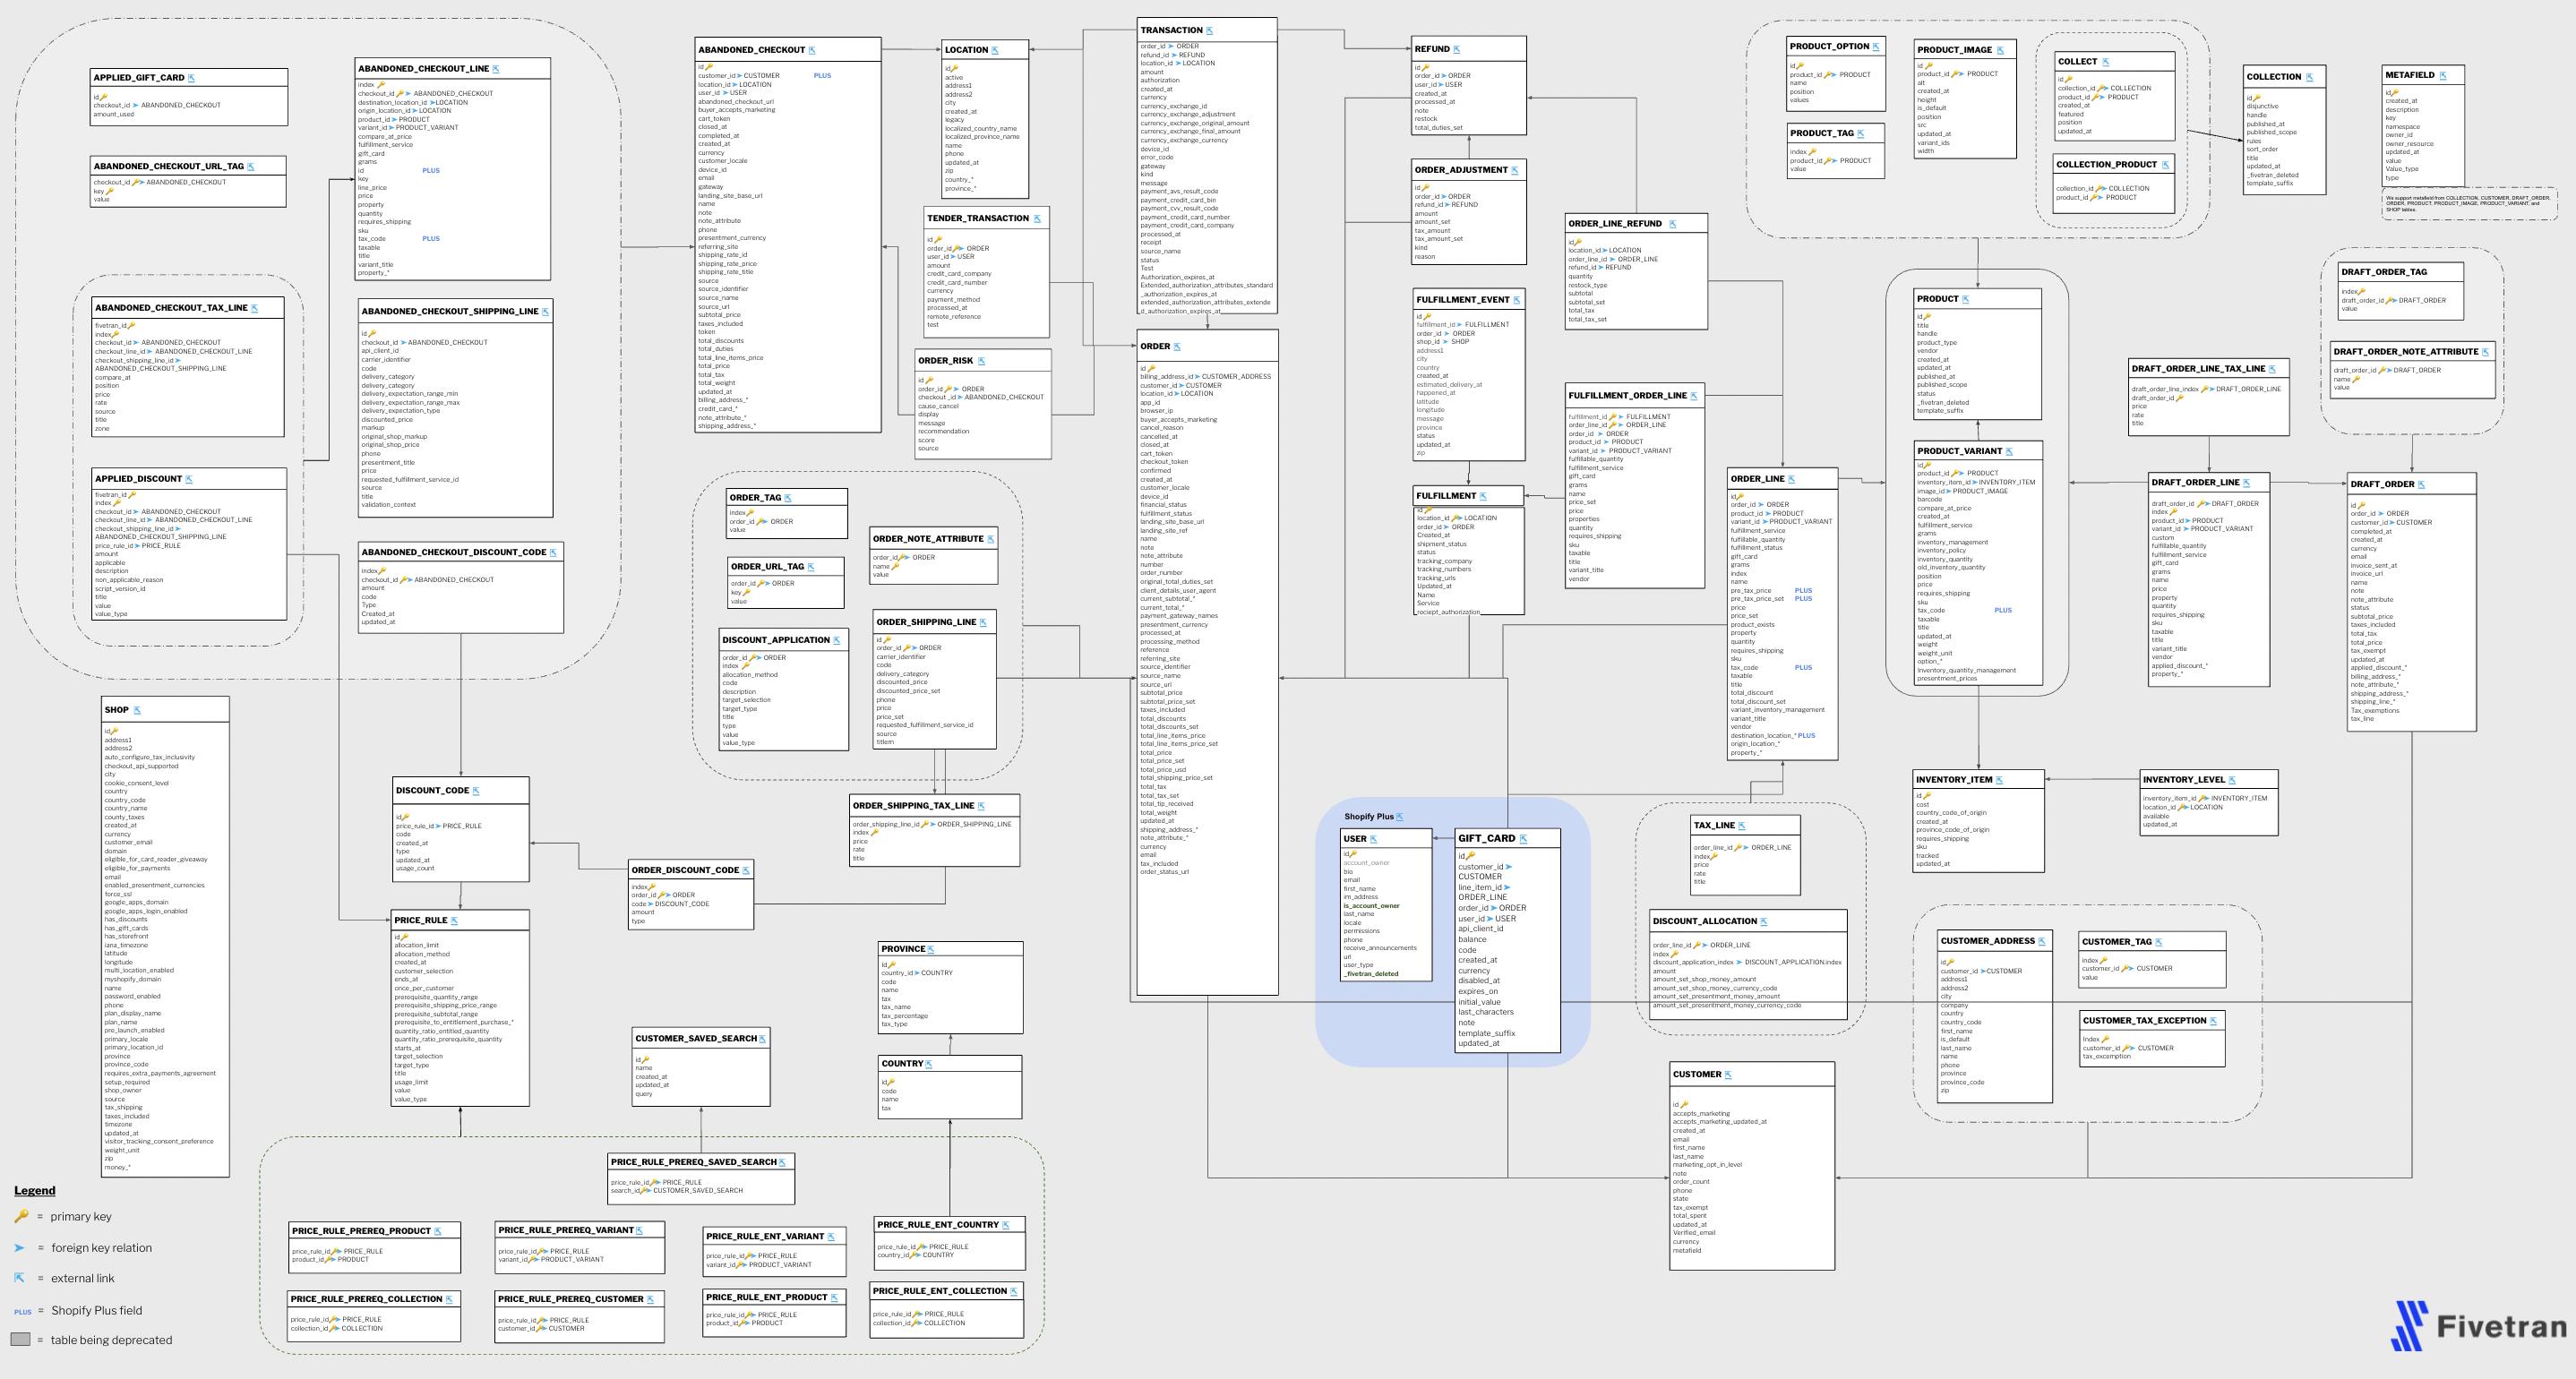 APPLIED_GIFT_CARD
id
checkout_id ABANDONED_CHECKOUT
amount_used
ABANDONED_CHECKOUT_URL_TAG
checkout_id ABANDONED_CHECKOUT
key
value
ABANDONED_CHECKOUT_LINE
index
checkout_id ABANDONED_CHECKOUT
destination_location_id LOCATION
origin_location_id LOCATION
product_id PRODUCT
variant_id PRODUCT_VARIANT
compare_at_price
fulfillment_service
gift_card
grams
id PLUS
key
line_price
price
property
quantity
requires_shipping
sku
tax_code PLUS
taxable
title
variant_title
property_*
ABANDONED_CHECKOUT_TAX_LINE
fivetran_id
index
checkout_id ABANDONED_CHECKOUT
checkout_line_id ABANDONED_CHECKOUT_LINE
checkout_shipping_line_id
ABANDONED_CHECKOUT_SHIPPING_LINE
compare_at
position
price
rate
source
title
zone
APPLIED_DISCOUNT
fivetran_id
index
checkout_id ABANDONED_CHECKOUT
checkout_line_id ABANDONED_CHECKOUT_LINE
checkout_shipping_line_id
ABANDONED_CHECKOUT_SHIPPING_LINE
price_rule_id PRICE_RULE
amount
applicable
description
non_applicable_reason
script_version_id
title
value
value_type
ABANDONED_CHECKOUT_SHIPPING_LINE
id
checkout_id ABANDONED_CHECKOUT
api_client_id
carrier_identifier
code
delivery_category
delivery_category
delivery_expectation_range_min
delivery_expectation_range_max
delivery_expectation_type
discounted_price
markup
original_shop_markup
original_shop_price
phone
presentment_title
price
requested_fulfillment_service_id
source
title
validation_context
ABANDONED_CHECKOUT_DISCOUNT_CODE
index
checkout_id ABANDONED_CHECKOUT
amount
code
Type
Created_at
updated_at
ABANDONED_CHECKOUT
id
customer_id CUSTOMER PLUS
location_id LOCATION
user_id USER
abandoned_checkout_url
buyer_accepts_marketing
cart_token
closed_at
completed_at
created_at
currency
customer_locale
device_id
email
gateway
landing_site_base_url
name
note
note_attribute
phone
presentment_currency
referring_site
shipping_rate_id
shipping_rate_price
shipping_rate_title
source
source_identifier
source_name
source_url
subtotal_price
taxes_included
token
total_discounts
total_duties
total_line_items_price
total_price
total_tax
total_weight
updated_at
billing_address_*
credit_card_*
note_attribute_*
shipping_address_*
LOCATION
id
active
address1
address2
city
created_at
legacy
localized_country_name
localized_province_name
name
phone
updated_at
zip
country_*
province_*
TENDER_TRANSACTION
id
order_id ORDER
user_id USER
amount
credit_card_company
credit_card_number
currency
payment_method
processed_at
remote_reference
test
ORDER_RISK
id
order_id ORDER
checkout_id ABANDONED_CHECKOUT
cause_cancel
display
message
recommendation
score
source
TRANSACTION
order_id ORDER
refund_id REFUND
location_id LOCATION
amount
authorization
created_at
currency
currency_exchange_id
currency_exchange_adjustment
currency_exchange_original_amount
currency_exchange_final_amount
currency_exchange_currency
device_id
error_code
gateway
kind
message
payment_avs_result_code
payment_credit_card_bin
payment_cvv_result_code
payment_credit_card_number
payment_credit_card_company
processed_at
receipt
source_name
status
Test
Authorization_expires_at
Extended_authorization_attributes_standard
_authorization_expires_at
extended_authorization_attributes_extende
d_authorization_expires_at
ORDER
id
billing_address_id CUSTOMER_ADDRESS
customer_id CUSTOMER
location_id LOCATION
app_id
browser_ip
buyer_accepts_marketing
cancel_reason
cancelled_at
closed_at
cart_token
checkout_token
confirmed
created_at
customer_locale
device_id
financial_status
fulfillment_status
landing_site_base_url
landing_site_ref
name
note
note_attribute
number
order_number
original_total_duties_set
client_details_user_agent
current_subtotal_*
current_total_*
payment_gateway_names
presentment_currency
processed_at
processing_method
reference
referring_site
source_identifier
source_name
source_url
subtotal_price
subtotal_price_set
taxes_included
total_discounts
total_discounts_set
total_line_items_price
total_line_items_price_set
total_price
total_price_set
total_price_usd
total_shipping_price_set
total_tax
total_tax_set
total_tip_received
total_weight
updated_at
shipping_address_*
note_attribute_*
currency
email
tax_included
order_status_url
REFUND
id
order_id ORDER
user_id USER
created_at
processed_at
note
restock
total_duties_set
ORDER_ADJUSTMENT
id
order_id ORDER
refund_id REFUND
amount
amount_set
tax_amount
tax_amount_set
kind
reason
FULFILLMENT_EVENT
id
fulfillment_id FULFILLMENT
order_id ORDER
shop_id SHOP
address1
city
country
created_at
estimated_delivery_at
happened_at
latitude
longitude
message
province
status
updated_at
zip
FULFILLMENT
id
location_id LOCATION
order_id ORDER
Created_at
shipment_status
status
tracking_company
tracking_numbers
tracking_urls
Updated_at
Name
Service
reciept_authorization
ORDER_LINE_REFUND
id
location_id LOCATION
order_line_id ORDER_LINE
refund_id REFUND
quantity
restock_type
subtotal
subtotal_set
total_tax
total_tax_set
FULFILLMENT_ORDER_LINE
fulfillment_id FULFILLMENT
order_line_id ORDER_LINE
order_id ORDER
product_id PRODUCT
variant_id PRODUCT_VARIANT
fulfillable_quantity
fulfillment_service
gift_card
grams
name
price_set
price
properties
quantity
requires_shipping
sku
taxable
title
variant_title
vendor
ORDER_LINE
id
order_id ORDER
product_id PRODUCT
variant_id PRODUCT_VARIANT
fulfillment_service
fulfillable_quantity
fulfillment_status
gift_card
grams
index
name
pre_tax_price PLUS
pre_tax_price_set PLUS
price
price_set
product_exists
property
quantity
requires_shipping
sku
tax_code PLUS
taxable
title
total_discount
total_discount_set
variant_inventory_management
variant_title
vendor
destination_location_* PLUS
origin_location_*
property_*
PRODUCT_OPTION
id
product_id PRODUCT
name
position
values
PRODUCT_TAG
index
product_id PRODUCT
value
PRODUCT_IMAGE
id
product_id PRODUCT
alt
created_at
height
is_default
position
src
updated_at
variant_ids
width
COLLECT
id
collection_id COLLECTION
product_id PRODUCT
created_at
featured
position
updated_at
COLLECTION_PRODUCT
collection_id COLLECTION
product_id PRODUCT
COLLECTION
id
disjunctive
handle
published_at
published_scope
rules
sort_order
title
updated_at
_fivetran_deleted
template_suffix
METAFIELD
id
created_at
description
key
namespace
owner_id
owner_resource
updated_at
value
Value_type
type
We support metafield from COLLECTION, CUSTOMER, DRAFT_ORDER,
ORDER, PRODUCT, PRODUCT_IMAGE, PRODUCT_VARIANT, and
SHOP tables.
PRODUCT
id
title
handle
product_type
vendor
created_at
updated_at
published_at
published_scope
status
_fivetran_deleted
template_suffix
PRODUCT_VARIANT
id
product_id PRODUCT
inventory_item_id INVENTORY_ITEM
image_id PRODUCT_IMAGE
barcode
compare_at_price
created_at
fulfillment_service
grams
inventory_management
inventory_policy
inventory_quantity
old_inventory_quantity
position
price
requires_shipping
sku
tax_code PLUS
taxable
title
updated_at
weight
weight_unit
option_*
Inventory_quantity_management
presentment_prices
DRAFT_ORDER_TAG
index
draft_order_id DRAFT_ORDER
value
DRAFT_ORDER_NOTE_ATTRIBUTE
draft_order_id DRAFT_ORDER
name
value
DRAFT_ORDER_LINE_TAX_LINE
draft_order_line_index DRAFT_ORDER_LINE
draft_order_id
price
rate
title
DRAFT_ORDER_LINE
draft_order_id DRAFT_ORDER
index
product_id PRODUCT
variant_id PRODUCT_VARIANT
custom
fulfillable_quantity
fulfillment_service
gift_card
grams
name
price
property
quantity
requires_shipping
sku
taxable
title
variant_title
vendor
applied_discount_*
property_*
DRAFT_ORDER
id
order_id ORDER
customer_id CUSTOMER
completed_at
created_at
currency
email
invoice_sent_at
invoice_url
name
note
note_attribute
status
subtotal_price
taxes_included
total_tax
total_price
tax_exempt
updated_at
applied_discount_*
billing_address_*
note_attribute_*
shipping_address_*
shipping_line_*
Tax_exemptions
tax_line
ORDER_TAG
index
order_id ORDER
value
ORDER_URL_TAG
order_id ORDER
key
value
ORDER_NOTE_ATTRIBUTE
order_id ORDER
name
value
DISCOUNT_APPLICATION
order_id ORDER
index
allocation_method
code
description
target_selection
target_type
title
type
value
value_type
ORDER_SHIPPING_LINE
id
order_id ORDER
carrier_identifier
code
delivery_category
discounted_price
discounted_price_set
phone
price
price_set
requested_fulfillment_service_id
source
titlem
ORDER_SHIPPING_TAX_LINE
order_shipping_line_id ORDER_SHIPPING_LINE
index
price
rate
title
SHOP
id
address1
address2
auto_configure_tax_inclusivity
checkout_api_supported
city
cookie_consent_level
country
country_code
country_name
county_taxes
created_at
currency
customer_email
domain
eligible_for_card_reader_giveaway
eligible_for_payments
email
enabled_presentment_currencies
force_ssl
google_apps_domain
google_apps_login_enabled
has_discounts
has_gift_cards
has_storefront
iana_timezone
latitude
longitude
multi_location_enabled
myshopify_domain
name
password_enabled
phone
plan_display_name
plan_name
pre_launch_enabled
primary_locale
primary_location_id
province
province_code
requires_extra_payments_agreement
setup_required
shop_owner
source
tax_shipping
taxes_included
timezone
updated_at
visitor_tracking_consent_preference
weight_unit
zip
money_*
DISCOUNT_CODE
id
price_rule_id PRICE_RULE
code
created_at
type
updated_at
usage_count
ORDER_DISCOUNT_CODE
index
order_id ORDER
code DISCOUNT_CODE
amount
type
PRICE_RULE
id
allocation_limit
allocation_method
created_at
customer_selection
ends_at
once_per_customer
prerequisite_quantity_range
prerequisite_shipping_price_range
prerequisite_subtotal_range
prerequisite_to_entitlement_purchase_*
quantity_ratio_entitled_quantity
quantity_ratio_prerequisite_quantity
starts_at
target_selection
target_type
title
usage_limit
value
value_type
PROVINCE
Id
country_id COUNTRY
code
name
tax
tax_name
tax_percentage
tax_type
CUSTOMER_SAVED_SEARCH
id
name
created_at
updated_at
query
COUNTRY
id
code
name
tax
Shopify Plus
USER
id
account_owner
bio
email
first_name
im_address
is_account_owner
last_name
locale
permissions
phone
receive_announcements
url
user_type
_fivetran_deleted
GIFT_CARD
id
customer_id
CUSTOMER
line_item_id
ORDER_LINE
order_id ORDER
user_id USER
api_client_id
balance
code
created_at
currency
disabled_at
expires_on
initial_value
last_characters
note
template_suffix
updated_at
TAX_LINE
order_line_id ORDER_LINE
index
price
rate
title
DISCOUNT_ALLOCATION
order_line_id ORDER_LINE
index
discount_application_index DISCOUNT_APPLICATION.index
amount
amount_set_shop_money_amount
amount_set_shop_money_currency_code
amount_set_presentment_money_amount
amount_set_presentment_money_currency_code
INVENTORY_ITEM
id
cost
country_code_of_origin
created_at
province_code_of_origin
requires_shipping
sku
tracked
updated_at
INVENTORY_LEVEL
inventory_item_id INVENTORY_ITEM
location_id LOCATION
available
updated_at
CUSTOMER_ADDRESS
id
customer_id CUSTOMER
address1
address2
city
company
country
country_code
first_name
is_default
last_name
name
phone
province
province_code
zip
CUSTOMER_TAG
index
customer_id CUSTOMER
value
CUSTOMER_TAX_EXCEPTION
Index
customer_id CUSTOMER
tax_excemption
CUSTOMER
id
accepts_marketing
accepts_marketing_updated_at
created_at
email
first_name
last_name
marketing_opt_in_level
note
order_count
phone
state
tax_exempt
total_spent
updated_at
Verified_email
currency
metafield
PRICE_RULE_PREREQ_SAVED_SEARCH
price_rule_id PRICE_RULE
search_id CUSTOMER_SAVED_SEARCH
PRICE_RULE_PREREQ_PRODUCT
price_rule_id PRICE_RULE
product_id PRODUCT
PRICE_RULE_PREREQ_VARIANT
price_rule_id PRICE_RULE
variant_id PRODUCT_VARIANT
PRICE_RULE_ENT_VARIANT
price_rule_id PRICE_RULE
variant_id PRODUCT_VARIANT
PRICE_RULE_ENT_COUNTRY
price_rule_id PRICE_RULE
country_id COUNTRY
PRICE_RULE_PREREQ_COLLECTION
price_rule_id PRICE_RULE
collection_id COLLECTION
PRICE_RULE_PREREQ_CUSTOMER
price_rule_id PRICE_RULE
customer_id CUSTOMER
PRICE_RULE_ENT_PRODUCT
price_rule_id PRICE_RULE
product_id PRODUCT
PRICE_RULE_ENT_COLLECTION
price_rule_id PRICE_RULE
collection_id COLLECTION
Legend
= primary key
= foreign key relation
= external link
PLUS = Shopify Plus field
= table being deprecated
Fivetran